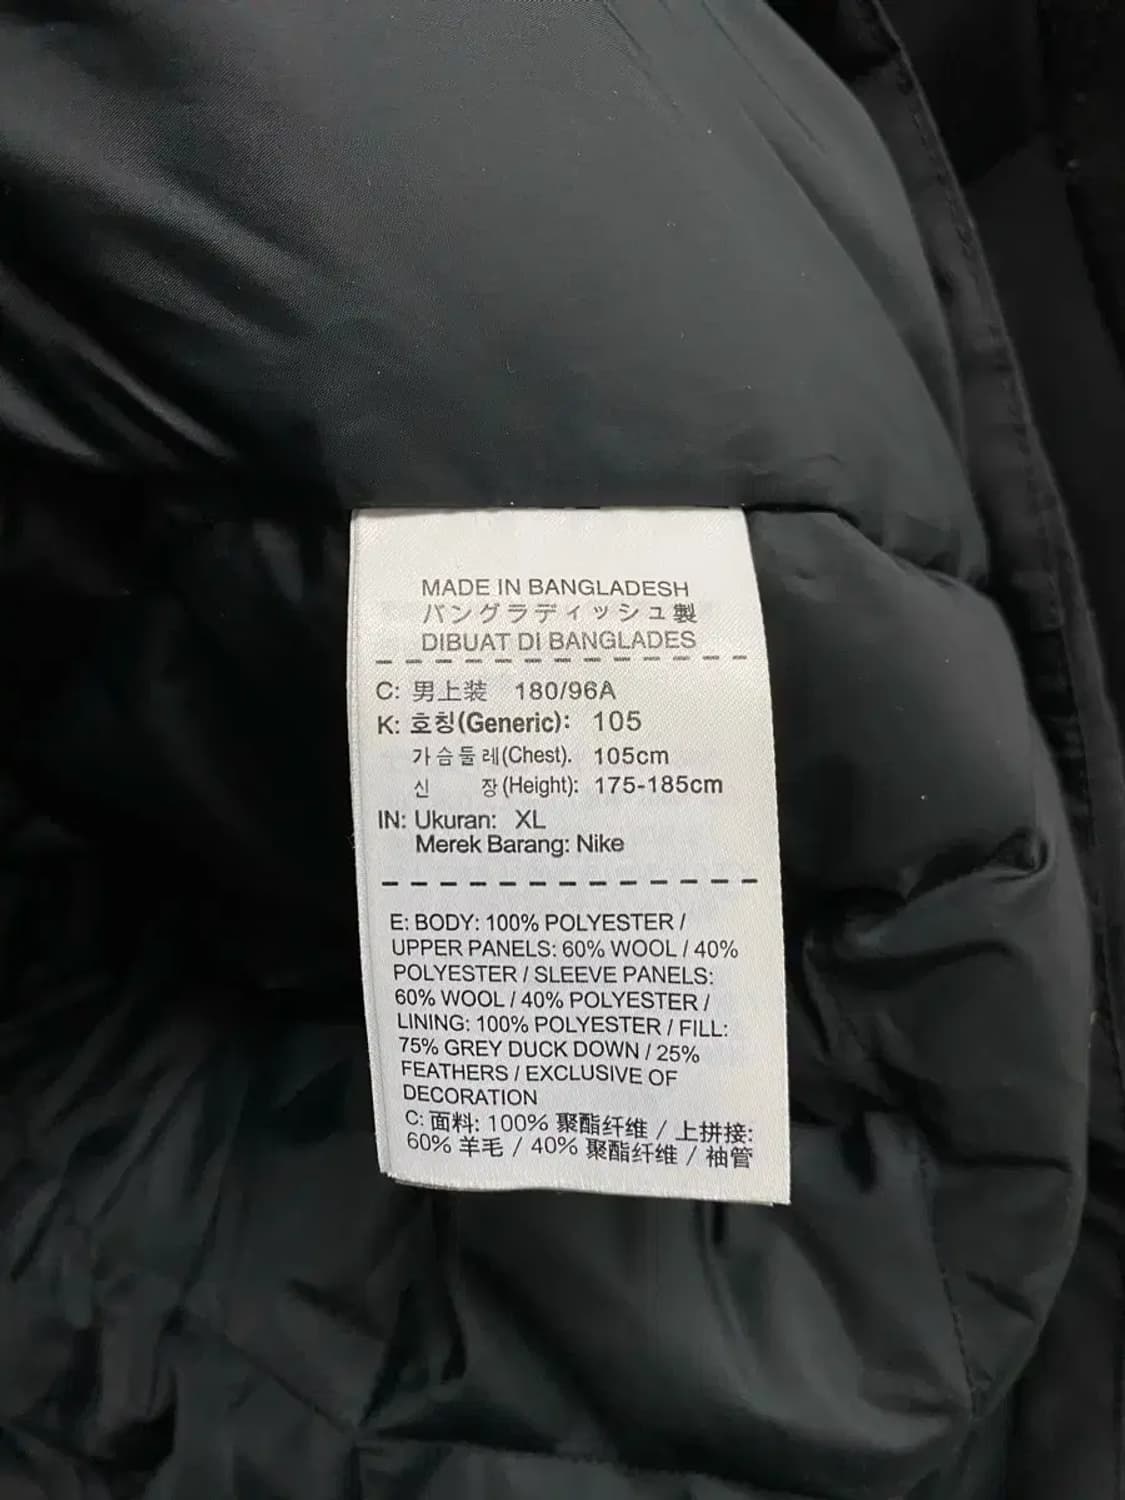 MADE IN BANGLADESH
バングラディッシュ製
DIBUAT DI BANGLADES
C: 男上装 180/96A
K: 호칭(Generic): 105
가슴둘레(Chest). 105cm
신 장(Height): 175-185cm
IN: Ukuran: XL
Merek Barang: Nike
E: BODY: 100% POLYESTER /
UPPER PANELS: 60% WOOL / 40%
POLYESTER / SLEEVE PANELS:
60% WOOL / 40% POLYESTER /
LINING: 100% POLYESTER / FILL:
75% GREY DUCK DOWN / 25%
FEATHERS / EXCLUSIVE OF
DECORATION
C: 面料: 100% 聚酯纤维 / 上拼接:
60% 羊毛 / 40% 聚酯纤维 / 袖管